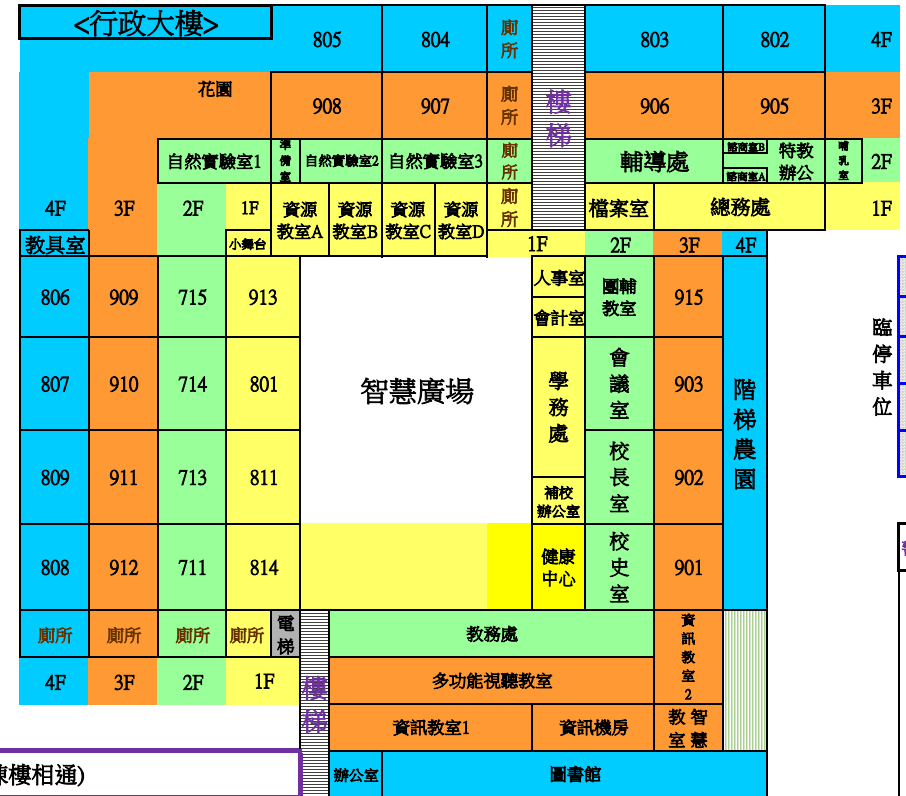 <行政大樓>
805
804
廁所
803
802
4F
花園
908
907
廁所
樓梯
906
905
3F
自然實驗室1
準備室
自然實驗室2
自然實驗室3
廁所
輔導處
諮商室B
諮商室A
特教辦公
哺乳室
2F
4F
3F
2F
1F
資源教室A
資源教室B
資源教室C
資源教室D
廁所
檔案室
總務處
1F
教具室
小舞台
1F
2F
3F
4F
806
909
715
913
智慧廣場
人事室
會計室
團輔教室
915
階梯農園
臨停車位
807
910
714
801
學務處
會議室
903
809
911
713
811
補校辦公室
校長室
902
808
912
711
814
健康中心
校史室
901
廁所
廁所
廁所
廁所
電梯
樓梯
教務處
資訊教室2
4F
3F
2F
1F
多功能視聽教室
資訊教室1
資訊機房
智慧教室
棟樓相通)
辦公室
圖書館